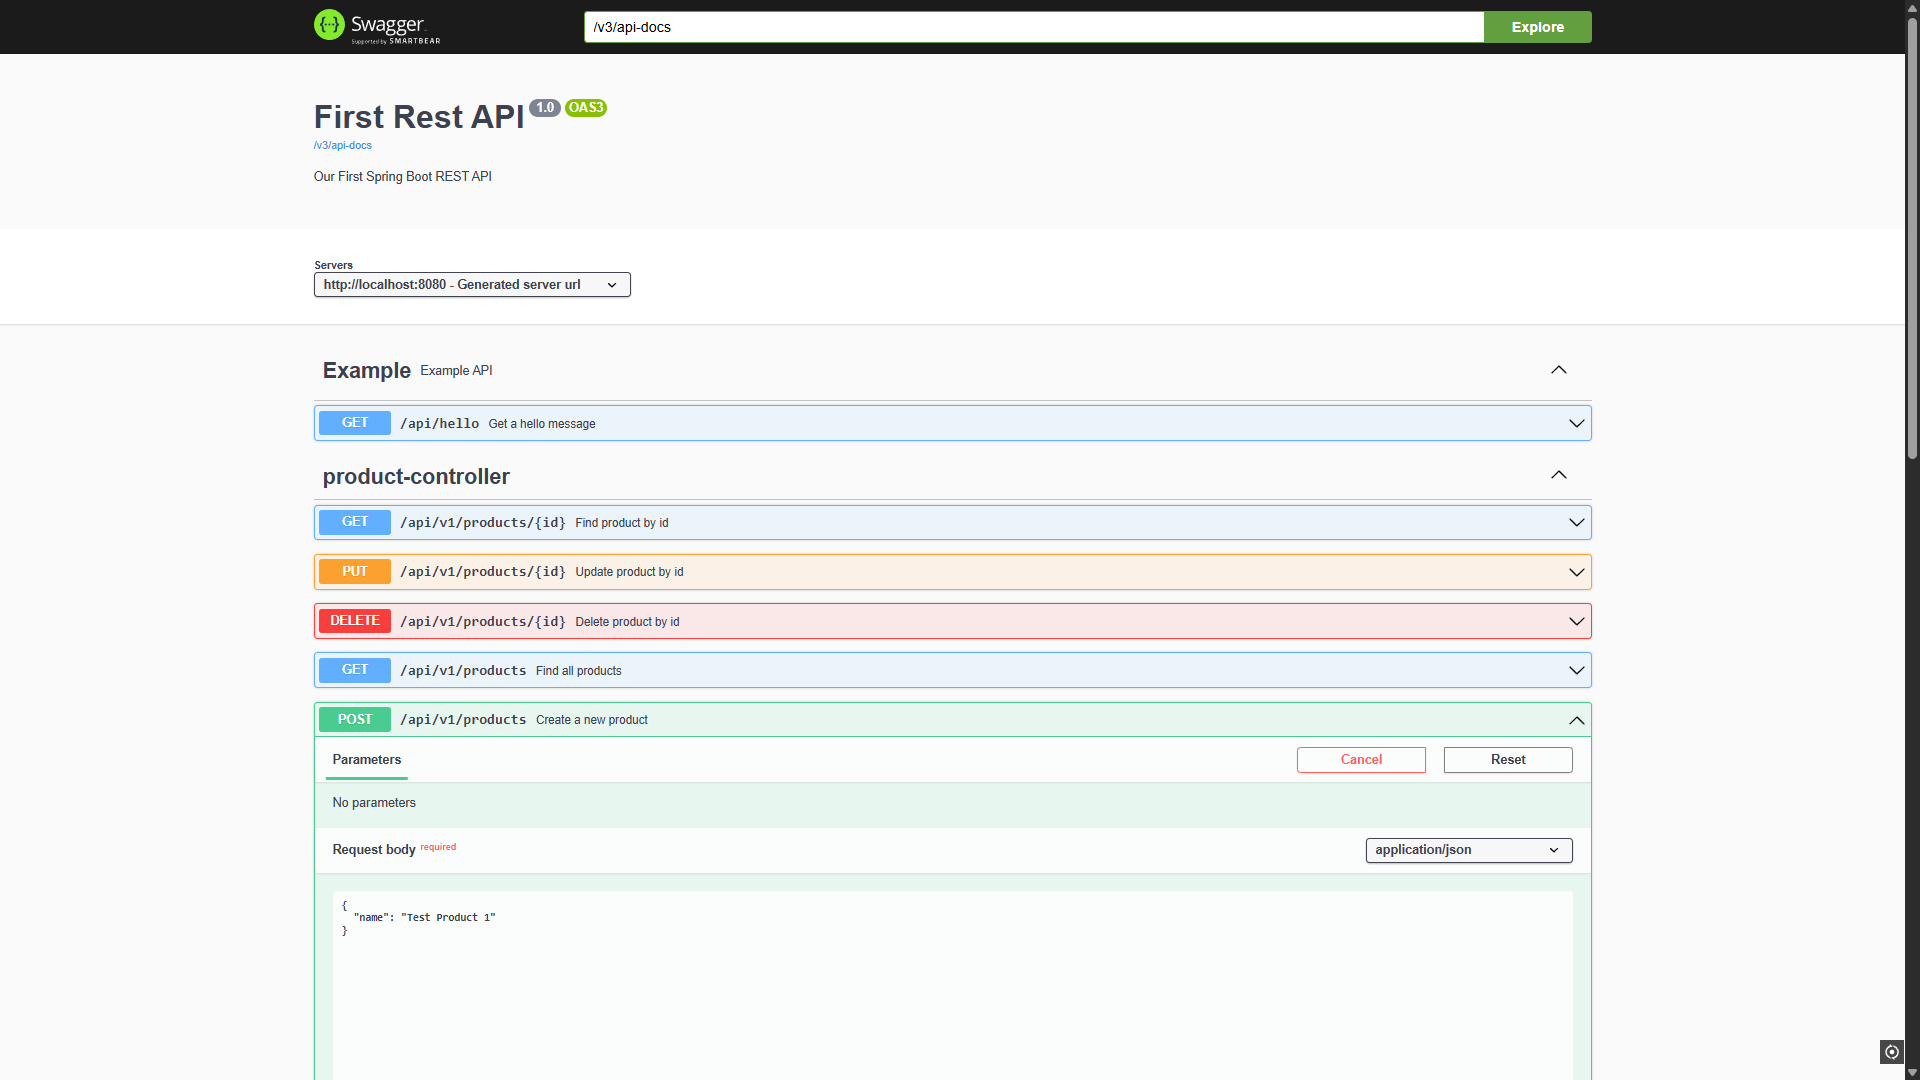 Swagger
Supported by SMARTBEAR
/v3/api-docs
Explore
First Rest API 1.0 OAS3
/v3/api-docs
Our First Spring Boot REST API
Servers
http://localhost:8080 - Generated server url
Example Example API
GET /api/hello Get a hello message
product-controller
GET /api/v1/products/{id} Find product by id
PUT /api/v1/products/{id} Update product by id
DELETE /api/v1/products/{id} Delete product by id
GET /api/v1/products Find all products
POST /api/v1/products Create a new product
Parameters Cancel Reset
No parameters
Request body required application/json
{
"name": "Test Product 1"
}